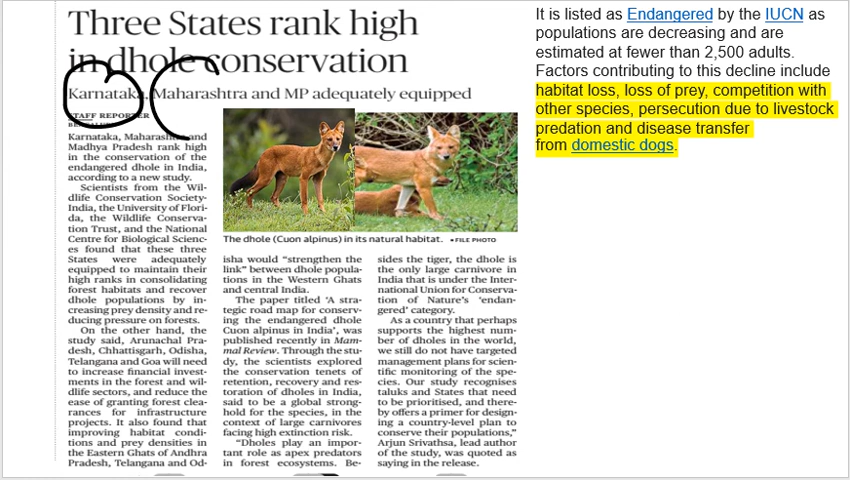 Three States rank high
in dhole conservation
Karnataka, Maharashtra and MP adequately equipped
STAFF REPORTER
Karnataka, Maharashtra and
Madhya Pradesh rank high
in the conservation of the
endangered dhole in India,
according to a new study.
Scientists from the Wil-
dlife Conservation Society-
India, the University of Flori-
da, the Wildlife Conserva-
tion Trust, and the National
Centre for Biological Scienc-
es found that these three
States were adequately
equipped to maintain their
high ranks in consolidating
forest habitats and recover
dhole populations by in-
creasing prey density and re-
ducing pressure on forests.
On the other hand, the
study said, Arunachal Pra-
desh, Chhattisgarh, Odisha,
Telangana and Goa will need
to increase financial invest-
ments in the forest and wil-
dlife sectors, and reduce the
ease of granting forest clea-
rances for infrastructure
projects. It also found that
improving habitat condi-
tions and prey densities in
the Eastern Ghats of Andhra
Pradesh, Telangana and Od-
The dhole (Cuon alpinus) in its natural habitat. • FILE PHOTO
isha would "strengthen the
link" between dhole popula-
tions in the Western Ghats
and central India.
The paper titled 'A stra-
tegic road map for conserv-
ing the endangered dhole
Cuon alpinus in India', was
published recently in Mam-
mal Review. Through the stu-
dy, the scientists explored
the conservation tenets of
retention, recovery and res-
toration of dholes in India,
said to be a global strong-
hold for the species, in the
context of large carnivores
facing high extinction risk.
"Dholes play an impor-
tant role as apex predators
in forest ecosystems. Be-
sides the tiger, the dhole is
the only large carnivore in
India that is under the Inter-
national Union for Conserva-
tion of Nature's 'endan-
gered' category.
As a country that perhaps
supports the highest num-
ber of dholes in the world,
we still do not have targeted
management plans for scien-
tific monitoring of the spe-
cies. Our study recognises
taluks and States that need
to be prioritised, and there-
by offers a primer for design-
ing a country-level plan to
conserve their populations,"
Arjun Srivathsa, lead author
of the study, was quoted as
saying in the release.
It is listed as Endangered by the IUCN as
populations are decreasing and are
estimated at fewer than 2,500 adults.
Factors contributing to this decline include
habitat loss, loss of prey, competition with
other species, persecution due to livestock
predation and disease transfer
from domestic dogs.